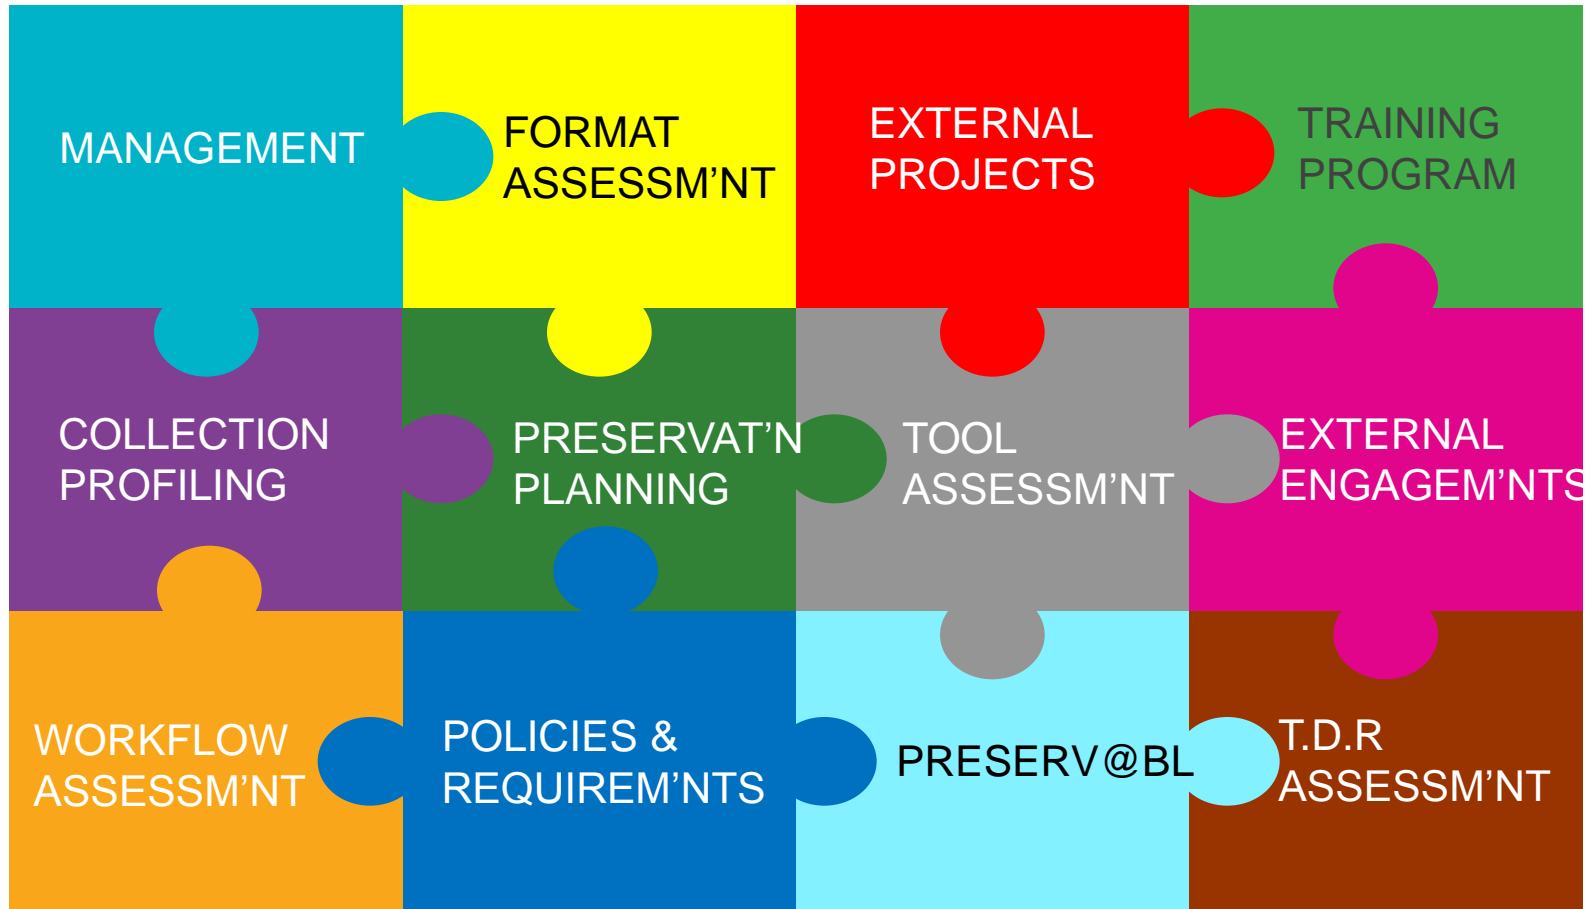 MANAGEMENT
FORMAT
ASSESSM’NT
EXTERNAL
PROJECTS
TRAINING
PROGRAM
COLLECTION
PROFILING
PRESERVAT’N
PLANNING
TOOL
ASSESSM’NT
EXTERNAL
ENGAGEM’NTS
WORKFLOW
ASSESSM’NT
POLICIES &
REQUIREM’NTS
PRESERV@BL
T.D.R
ASSESSM’NT